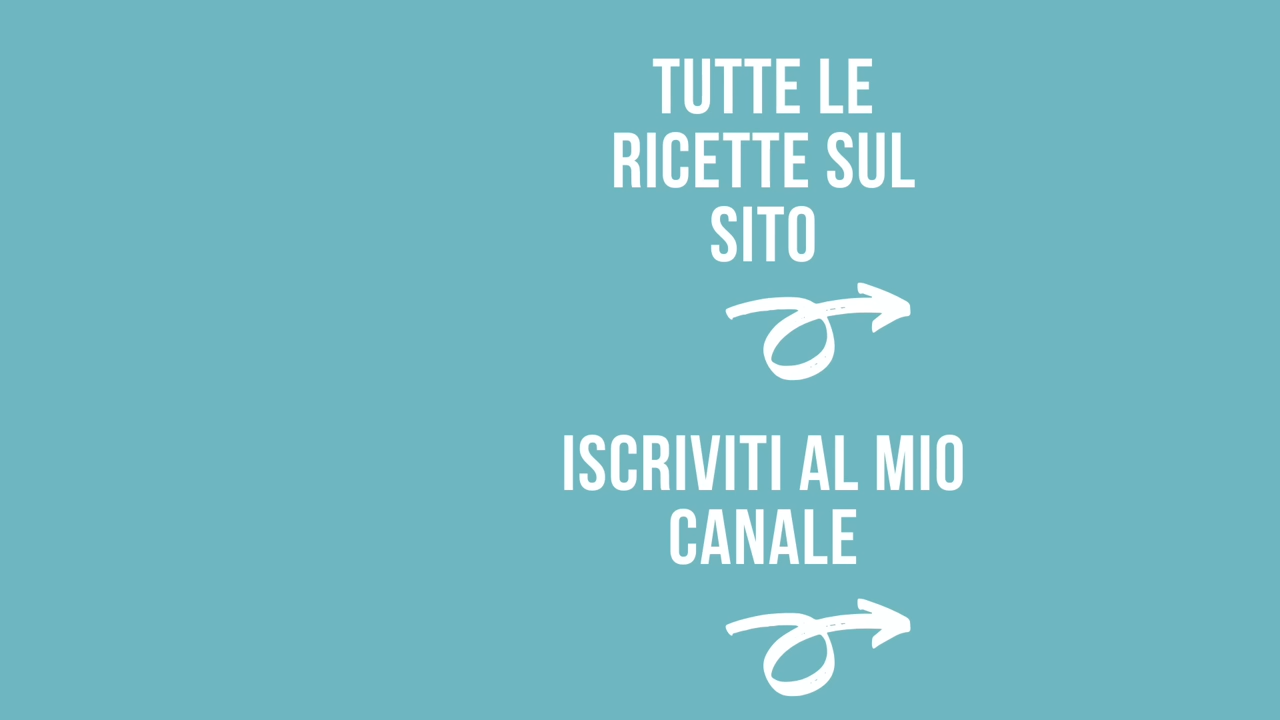 TUTTE LE
RICETTE SUL
SITO
ISCRIVITI AL MIO
CANALE